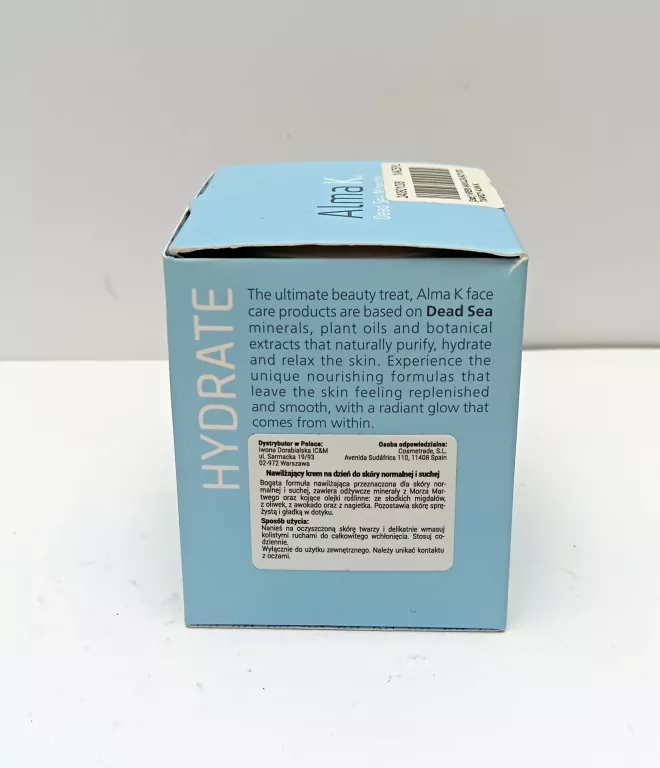 Alma K.
Dead Sea Minerals
HYDRATE
The ultimate beauty treat, Alma K face
care products are based on Dead Sea
minerals, plant oils and botanical
extracts that naturally purify, hydrate
and relax the skin. Experience the
unique nourishing formulas that
leave the skin feeling replenished
and smooth, with a radiant glow that
comes from within.
Dystrybutor w Polsce:
Iwona Dorabialska IC&M
ul. Sarmacka 19/93
02-972 Warszawa
Osoba odpowiedzialna:
Cosmetrade, S.L.
Avenida Sudáfrica 110, 11408 Spain
Nawilżający krem na dzień do skóry normalnej i suchej
Bogata formuła nawilżająca przeznaczona dla skóry nor-
malnej i suchej, zawiera odżywcze minerały z Morza Mar-
twego oraz kojące olejki roślinne: ze słodkich migdałów,
z oliwek, z awokado oraz z nagietka. Pozostawia skórę sprę-
żystą i gładką w dotyku.
Sposób użycia:
Nanieś na oczyszczoną skórę twarzy i delikatnie wmasuj
kolistymi ruchami do całkowitego wchłonięcia. Stosuj co-
dziennie.
Wyłącznie do użytku zewnętrznego. Należy unikać kontaktu
z oczami.